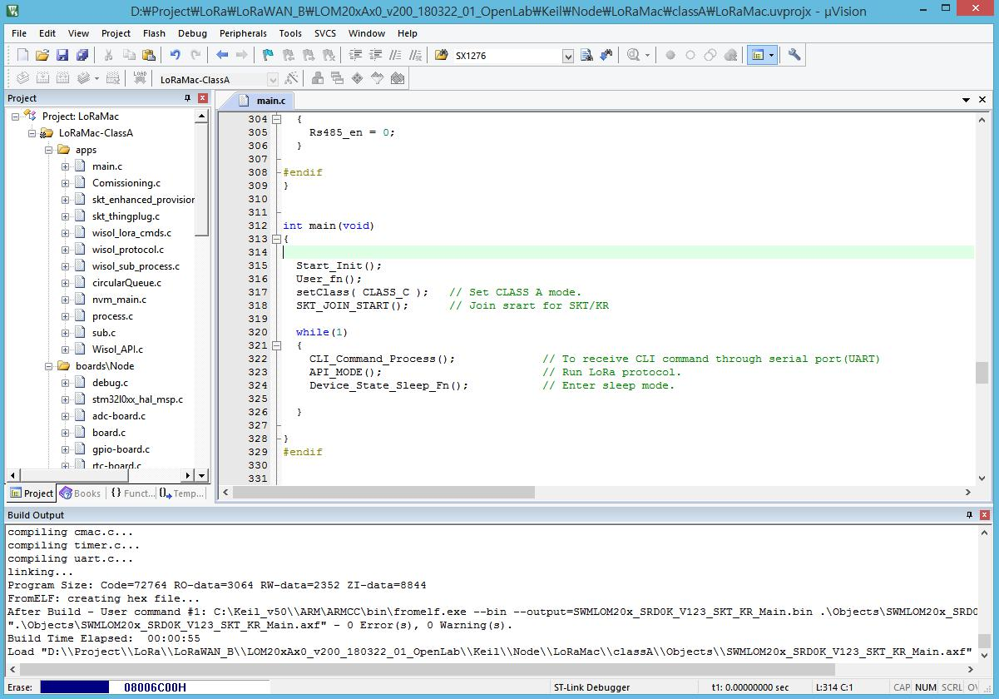 D:₩Project₩LoRa₩LoRaWAN_B₩LOM20xAx0_v200_180322_01_OpenLab₩Keil₩Node₩LoRaMac₩classA₩LoRaMac.uvprojx - µVision
File Edit View Project Flash Debug Peripherals Tools SVCS Window Help
SX1276
LOAD LoRaMac-ClassA
Project
Project: LoRaMac
LoRaMac-ClassA
apps
main.c
Comissioning.c
skt_enhanced_provisior
skt_thingplug.c
wisol_lora_cmds.c
wisol_protocol.c
wisol_sub_process.c
circularQueue.c
nvm_main.c
process.c
sub.c
Wisol_API.c
boards\Node
debug.c
stm32l0xx_hal_msp.c
adc-board.c
board.c
gpio-board.c
rtc-board.c
Project Books {} Funct... Temp...
main.c
304 {
305 Rs485_en = 0;
306 }
307
308 #endif
309 }
310
311
312 int main(void)
313 {
314
315 Start_Init();
316 User_fn();
317 setClass( CLASS_C ); // Set CLASS A mode.
318 SKT_JOIN_START(); // Join srart for SKT/KR
319
320 while(1)
321 {
322 CLI_Command_Process(); // To receive CLI command through serial port(UART)
323 API_MODE(); // Run LoRa protocol.
324 Device_State_Sleep_Fn(); // Enter sleep mode.
325
326 }
327
328 }
329 #endif
330
331
Build Output
compiling cmac.c...
compiling timer.c...
compiling uart.c...
linking...
Program Size: Code=72764 RO-data=3064 RW-data=2352 ZI-data=8844
FromELF: creating hex file...
After Build - User command #1: C:\Keil_v50\\ARM\ARMCC\bin\fromelf.exe --bin --output=SWMLOM20x_SRD0K_V123_SKT_KR_Main.bin .\Objects\SWMLOM20x_SRD0
".\Objects\SWMLOM20x_SRD0K_V123_SKT_KR_Main.axf" - 0 Error(s), 0 Warning(s).
Build Time Elapsed: 00:00:55
Load "D:\\Project\\LoRa\\LoRaWAN_B\\LOM20xAx0_v200_180322_01_OpenLab\\Keil\\Node\\LoRaMac\\classA\\Objects\\SWMLOM20x_SRD0K_V123_SKT_KR_Main.axf"
Erase: 08006C00H ST-Link Debugger t1: 0.00000000 sec L:314 C:1 CAP NUM SCRL OV